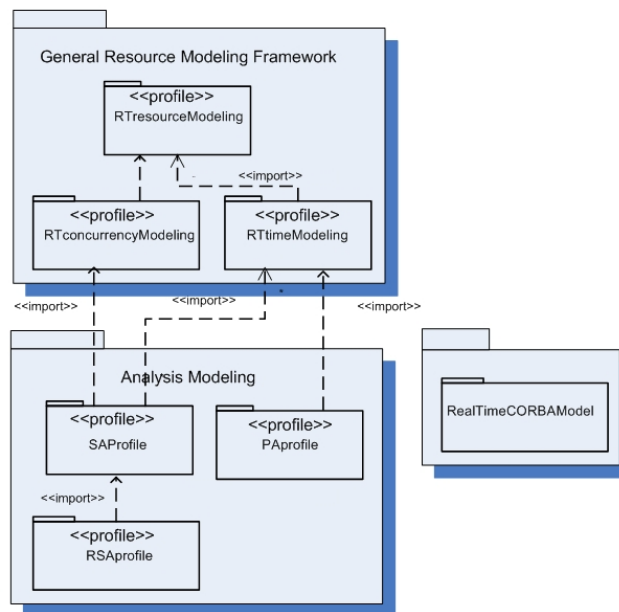 General Resource Modeling Framework
<<profile>>
RTresourceModeling
<<import>>
<<profile>>
RTconcurrencyModeling
<<profile>>
RTtimeModeling
<<import>>
<<import>>
<<import>>
Analysis Modeling
<<profile>>
SAProfile
<<profile>>
PAprofile
RealTimeCORBAModel
<<import>>
<<profile>>
RSAprofile